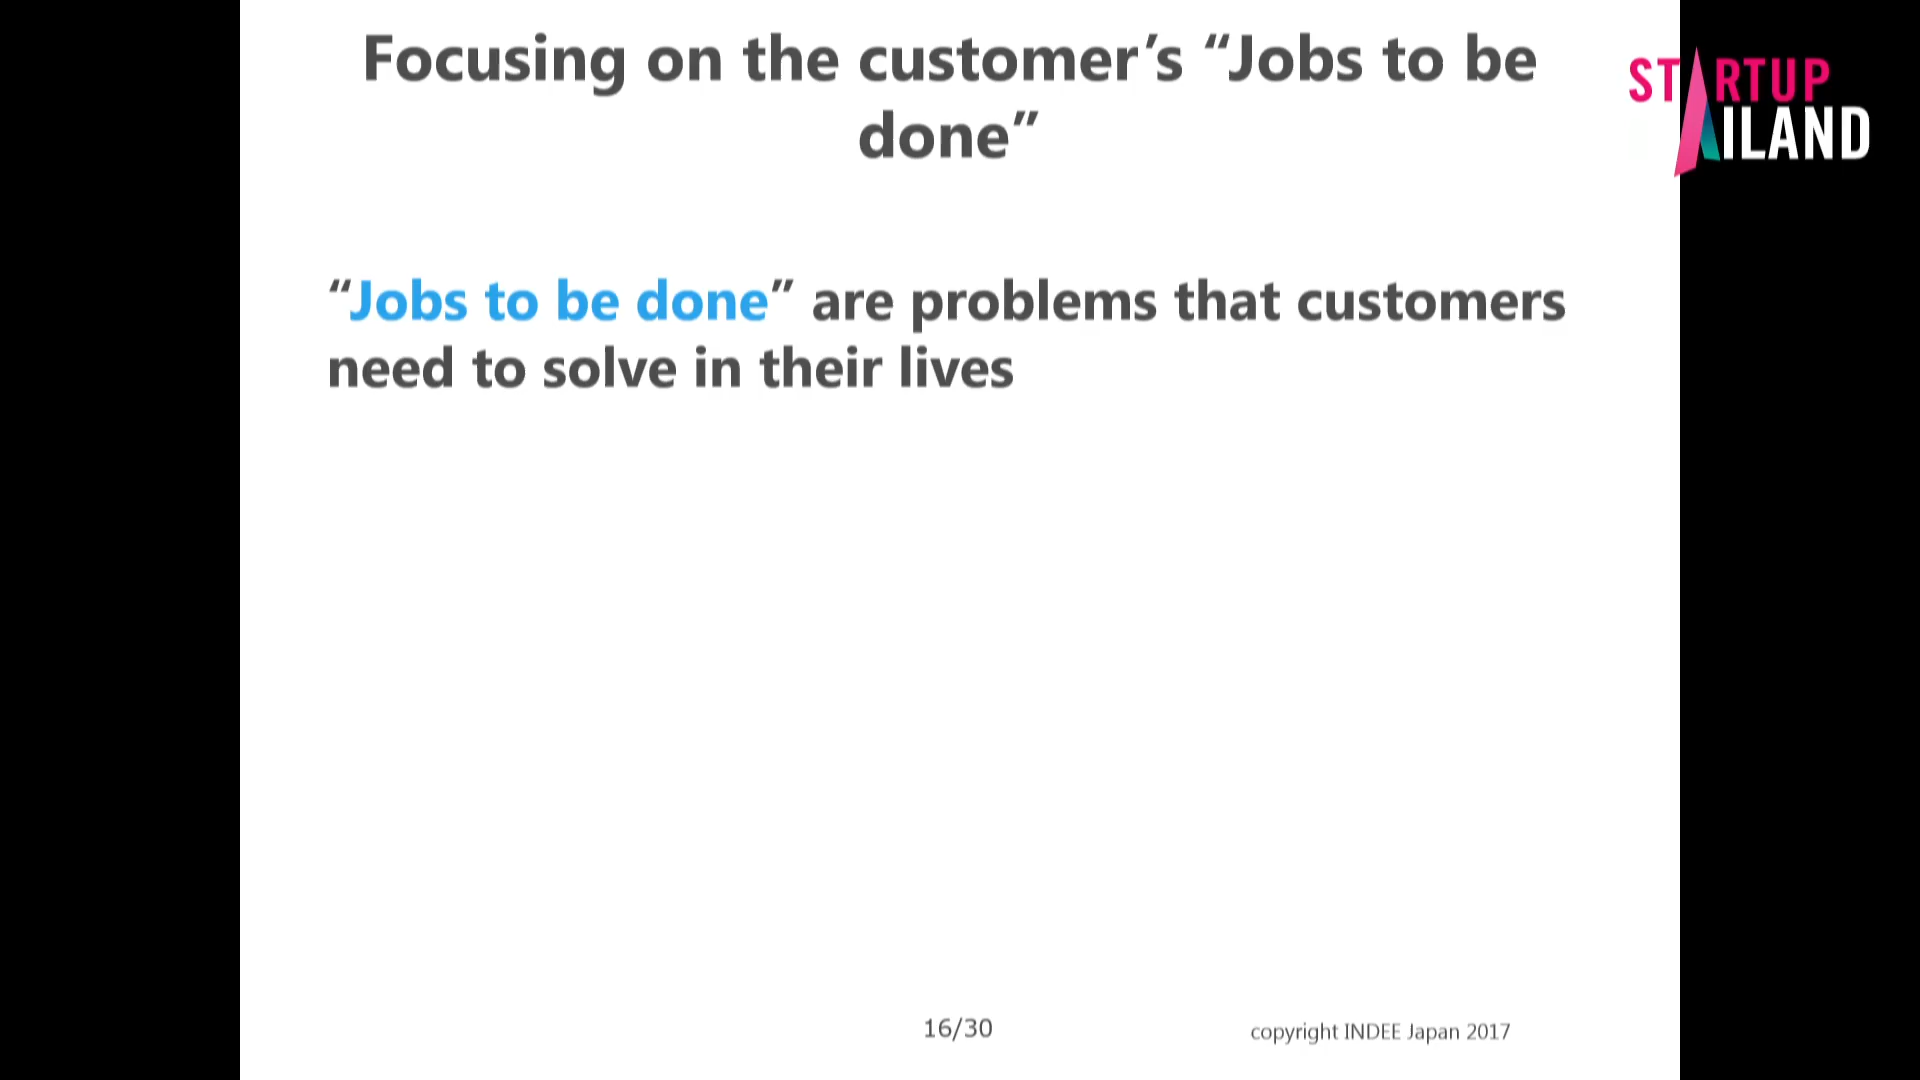 Focusing on the customer’s “Jobs to be
done”
STARTUP
AILAND
“Jobs to be done” are problems that customers
need to solve in their lives
16/30
copyright INDEE Japan 2017